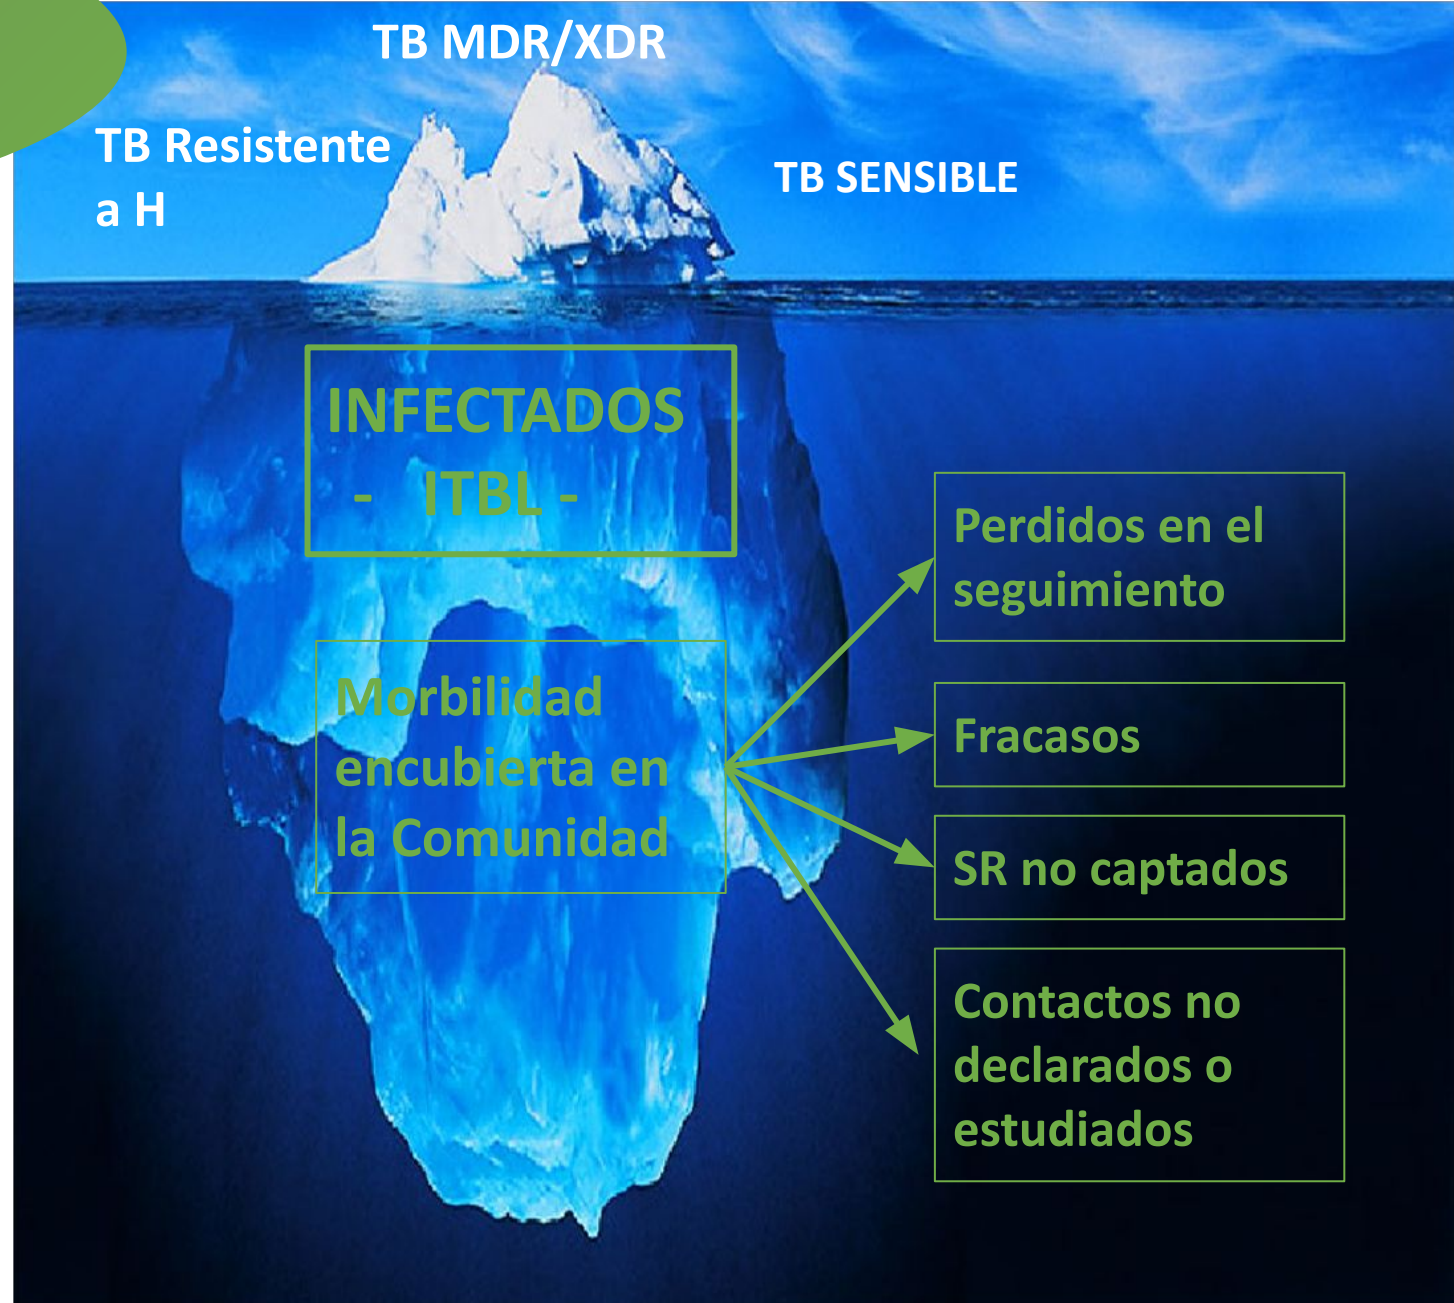 TB MDR/XDR
TB Resistente
a H
TB SENSIBLE
INFECTADOS
- ITBL -
Morbilidad
encubierta en
la Comunidad
Perdidos en el
seguimiento
Fracasos
SR no captados
Contactos no
declarados o
estudiados